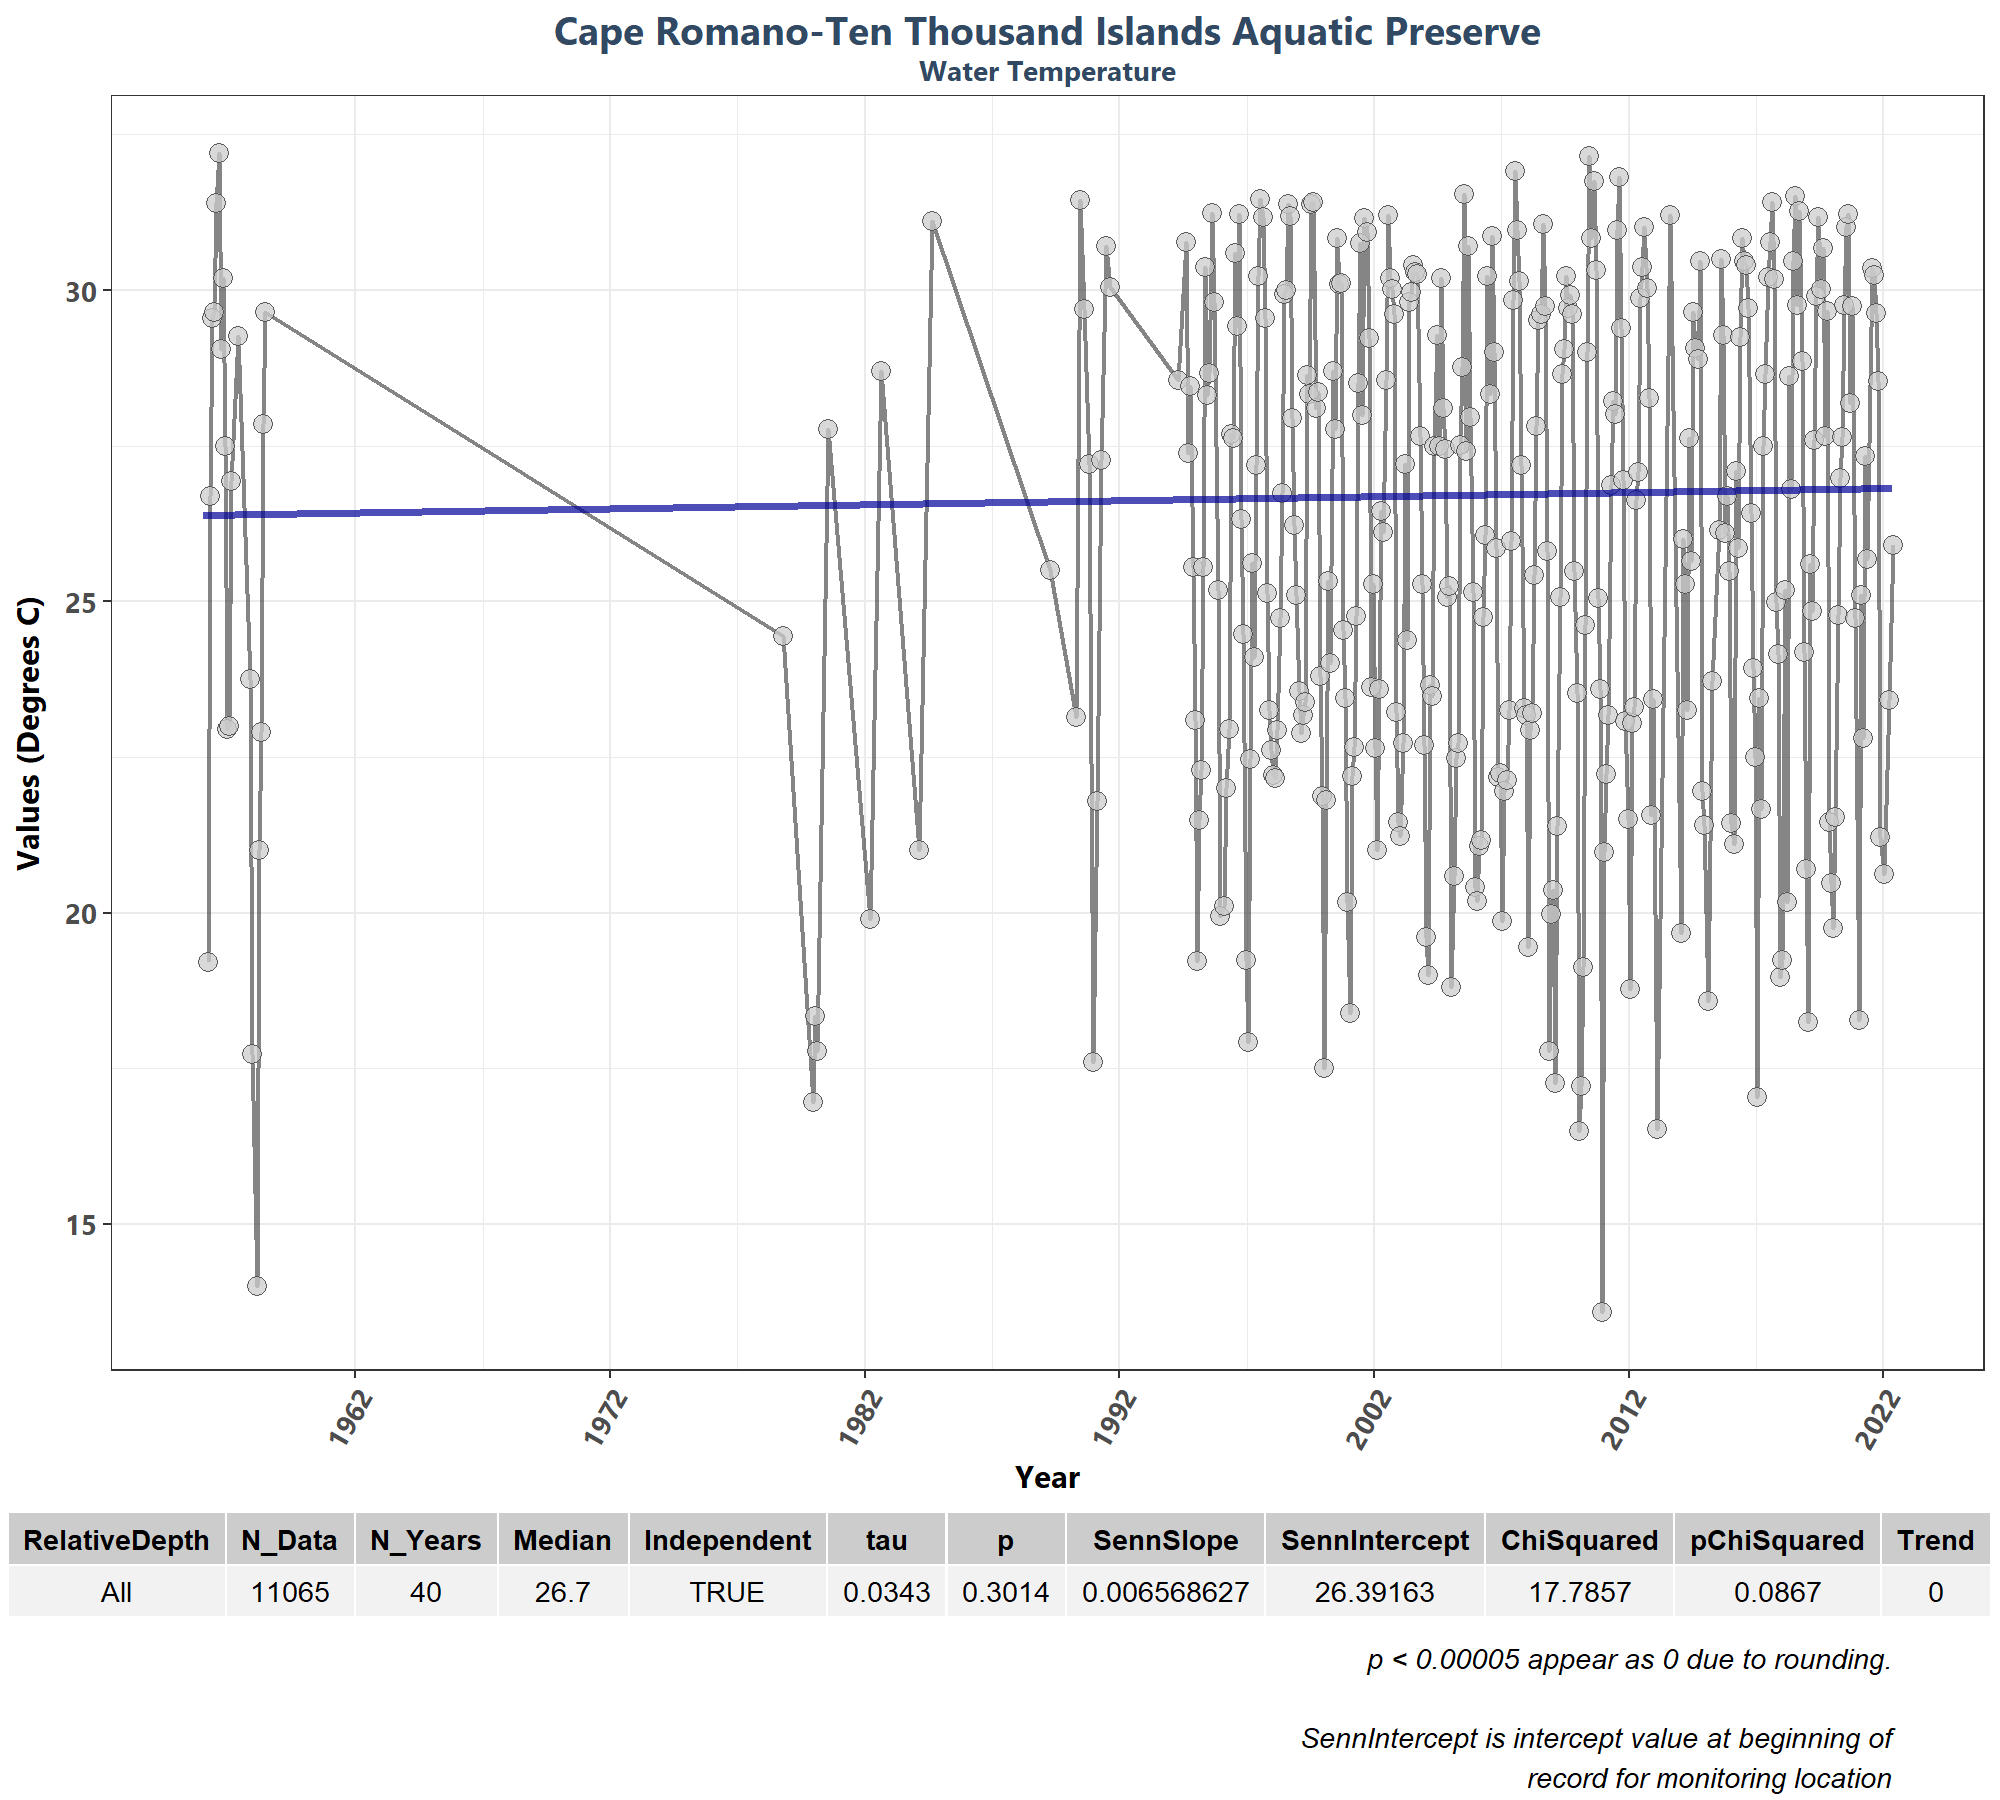 Cape Romano-Ten Thousand Islands Aquatic Preserve
Water Temperature
Values (Degrees C)
30
25
20
15
1962
1972
1982
1992
2002
2012
2022
Year
RelativeDepth N_Data N_Years Median Independent tau p SennSlope SennIntercept ChiSquared pChiSquared Trend
All 11065 40 26.7 TRUE 0.0343 0.3014 0.006568627 26.39163 17.7857 0.0867 0
p < 0.00005 appear as 0 due to rounding.
SennIntercept is intercept value at beginning of
record for monitoring location